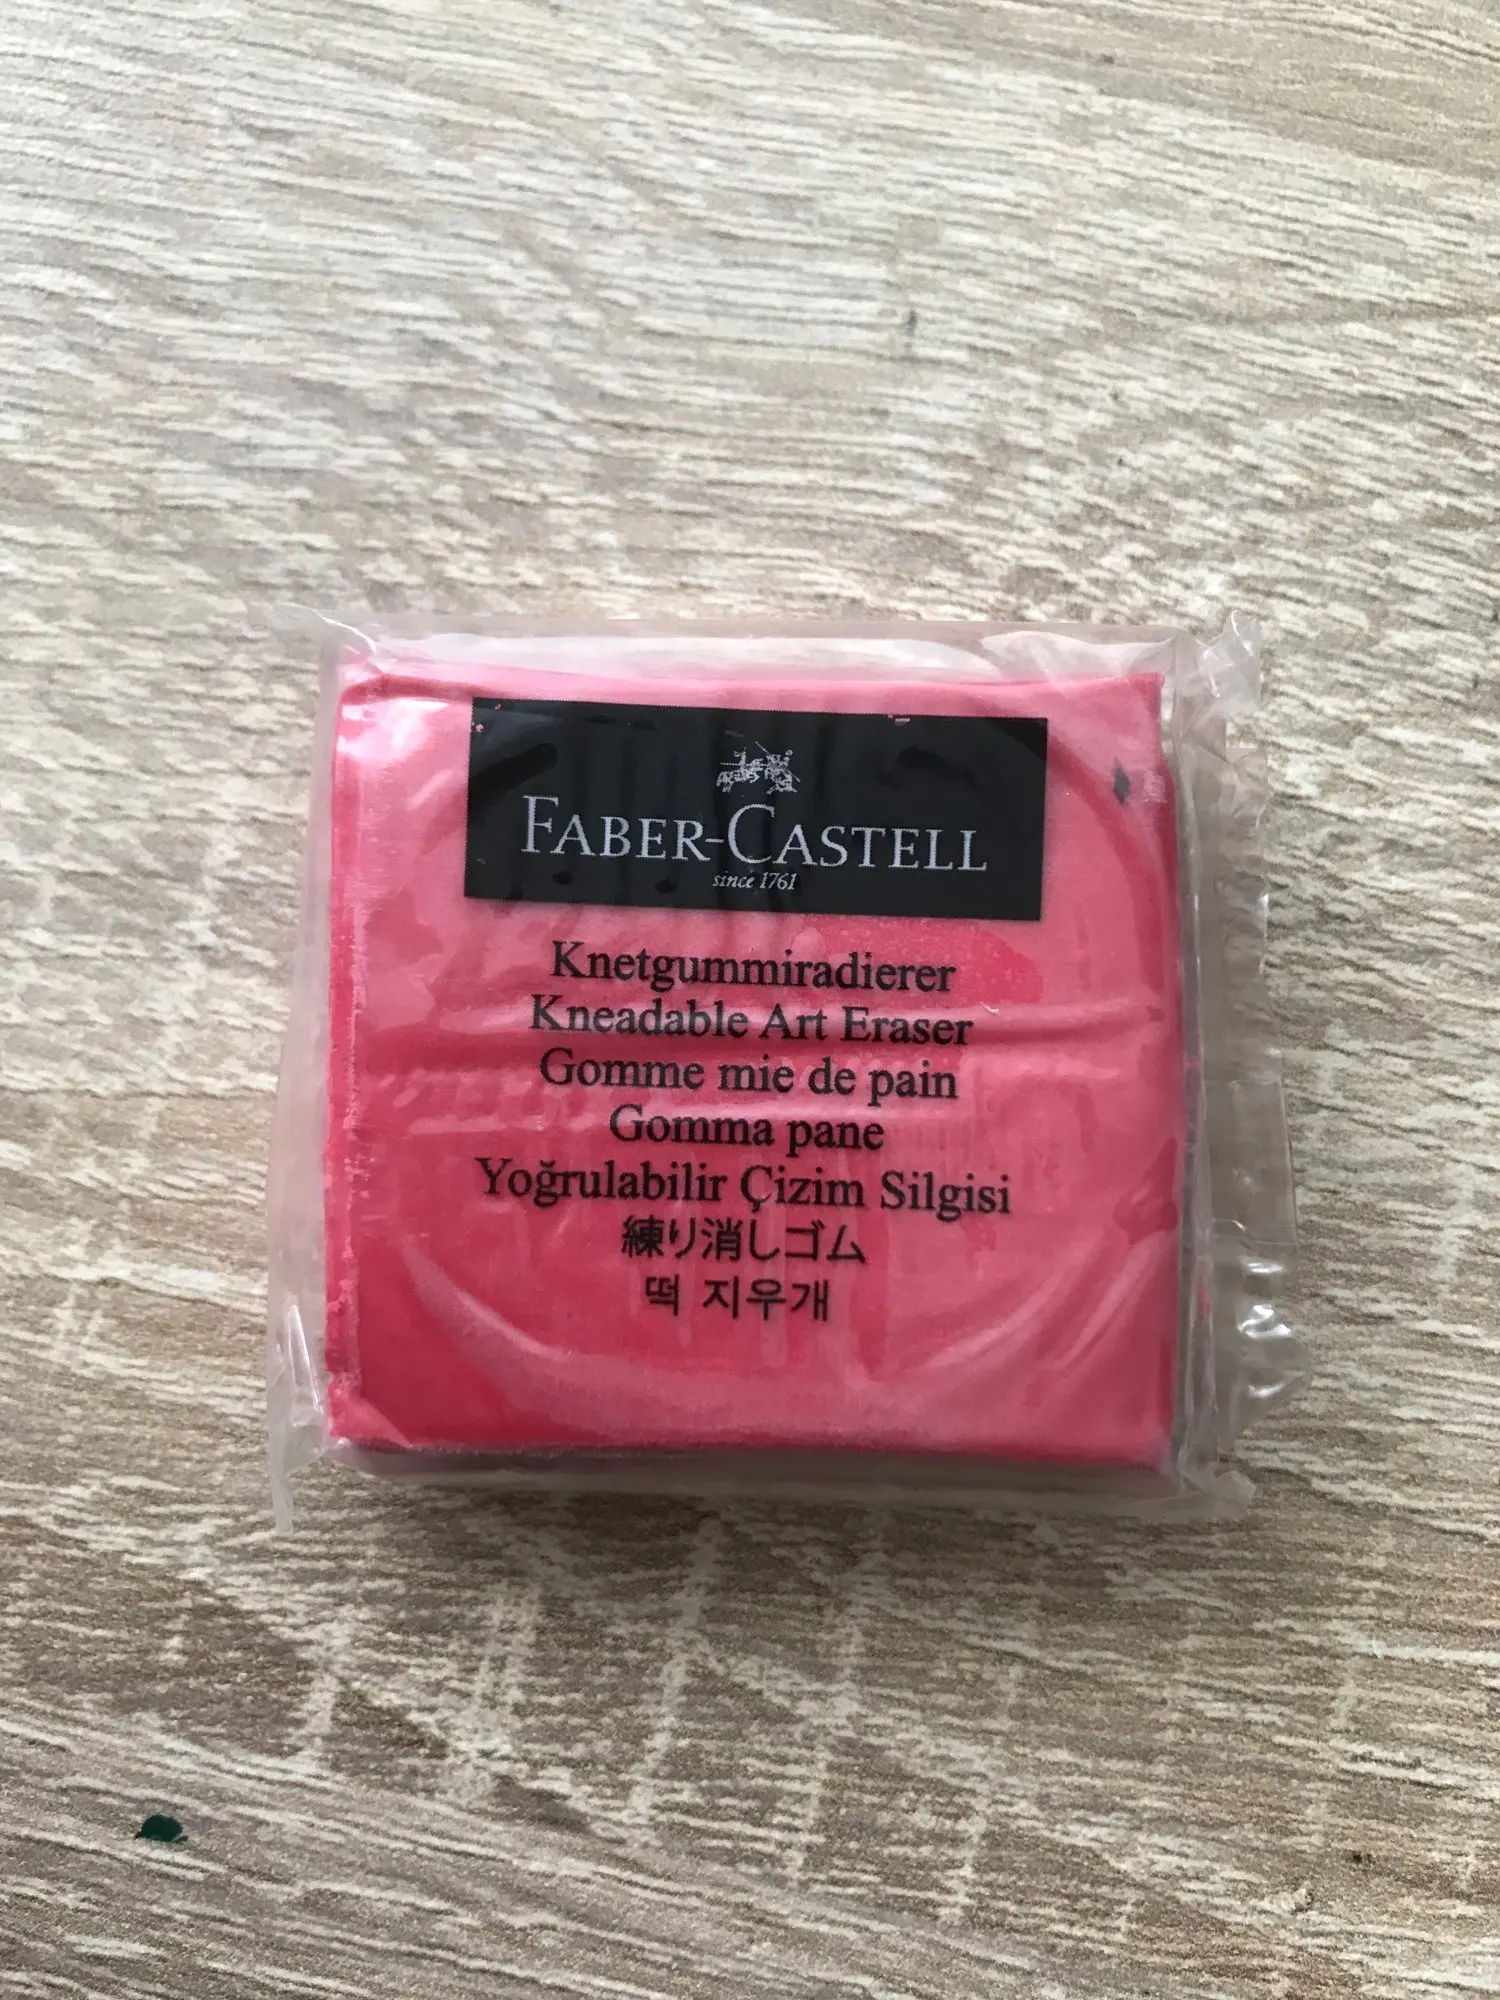 FABER-CASTELL
since 1761
Knetgummiradierer
Kneadable Art Eraser
Gomme mie de pain
Gomma pane
Yoğrulabilir Çizim Silgisi
練り消しゴム
떡 지우개